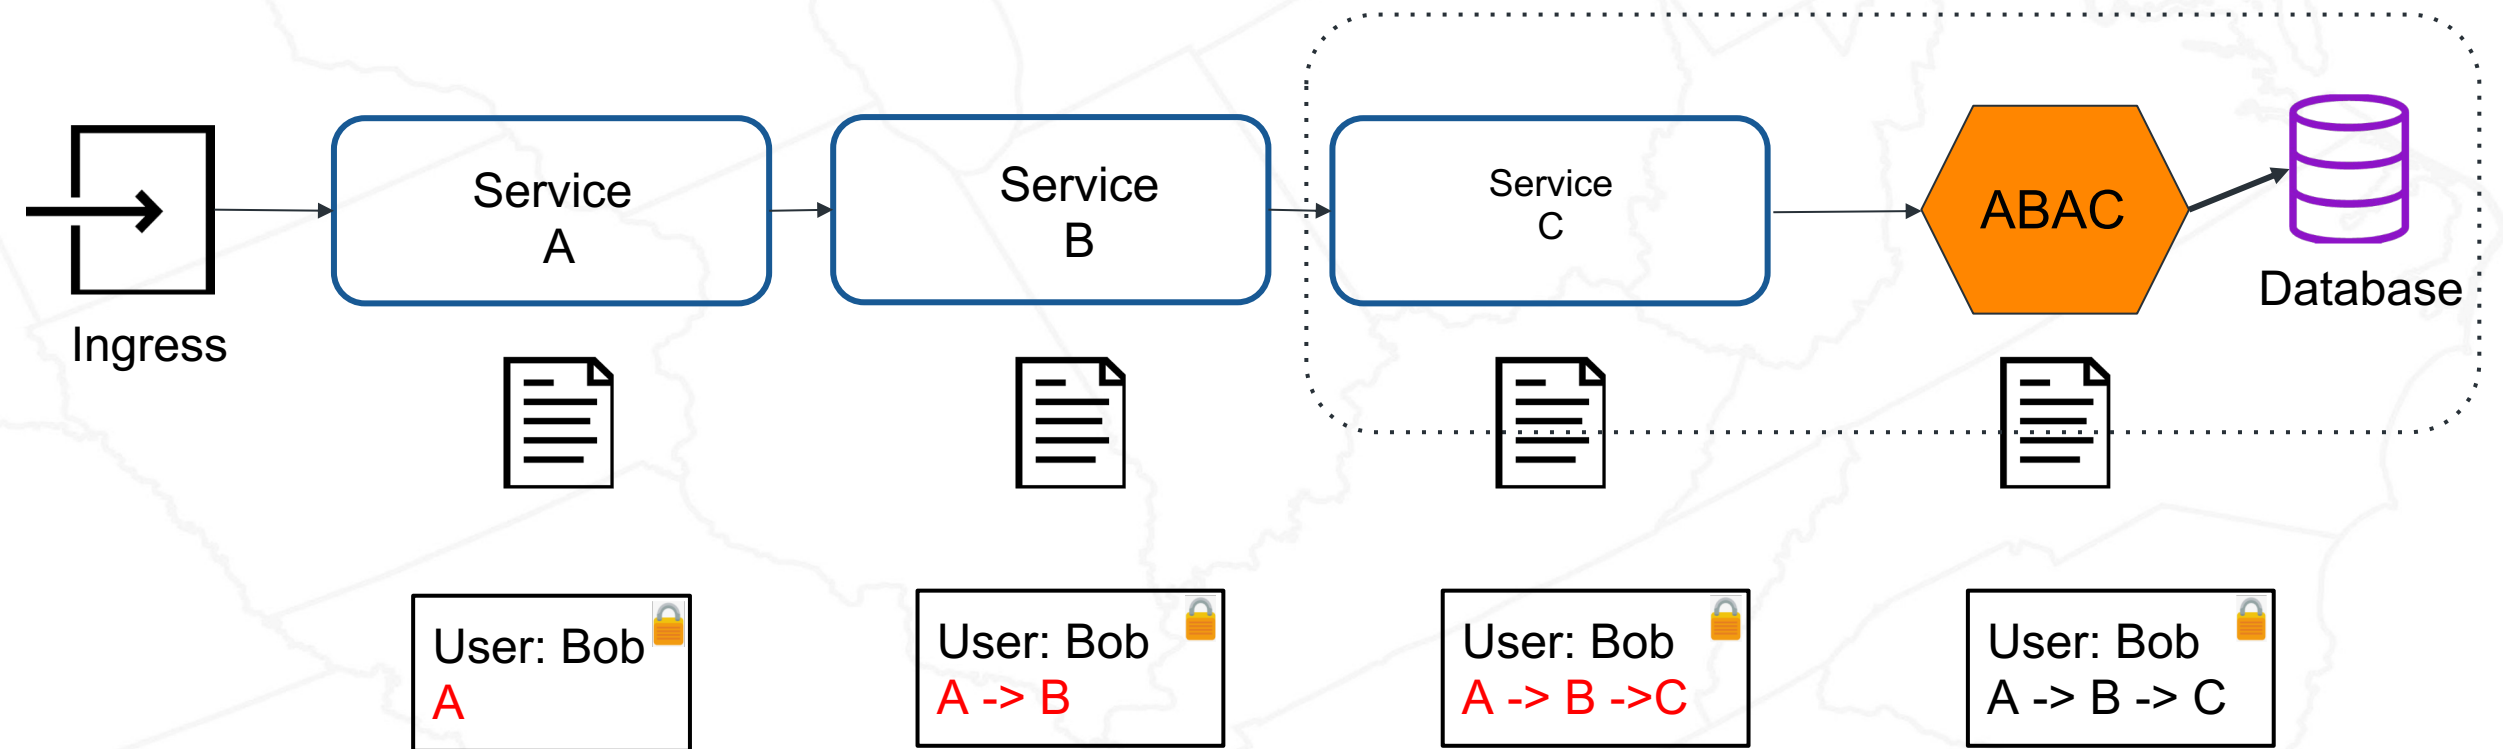 Ingress
Service
A
Service
B
Service
C
ABAC
Database
User: Bob
A
User: Bob
A -> B
User: Bob
A -> B ->C
User: Bob
A -> B -> C